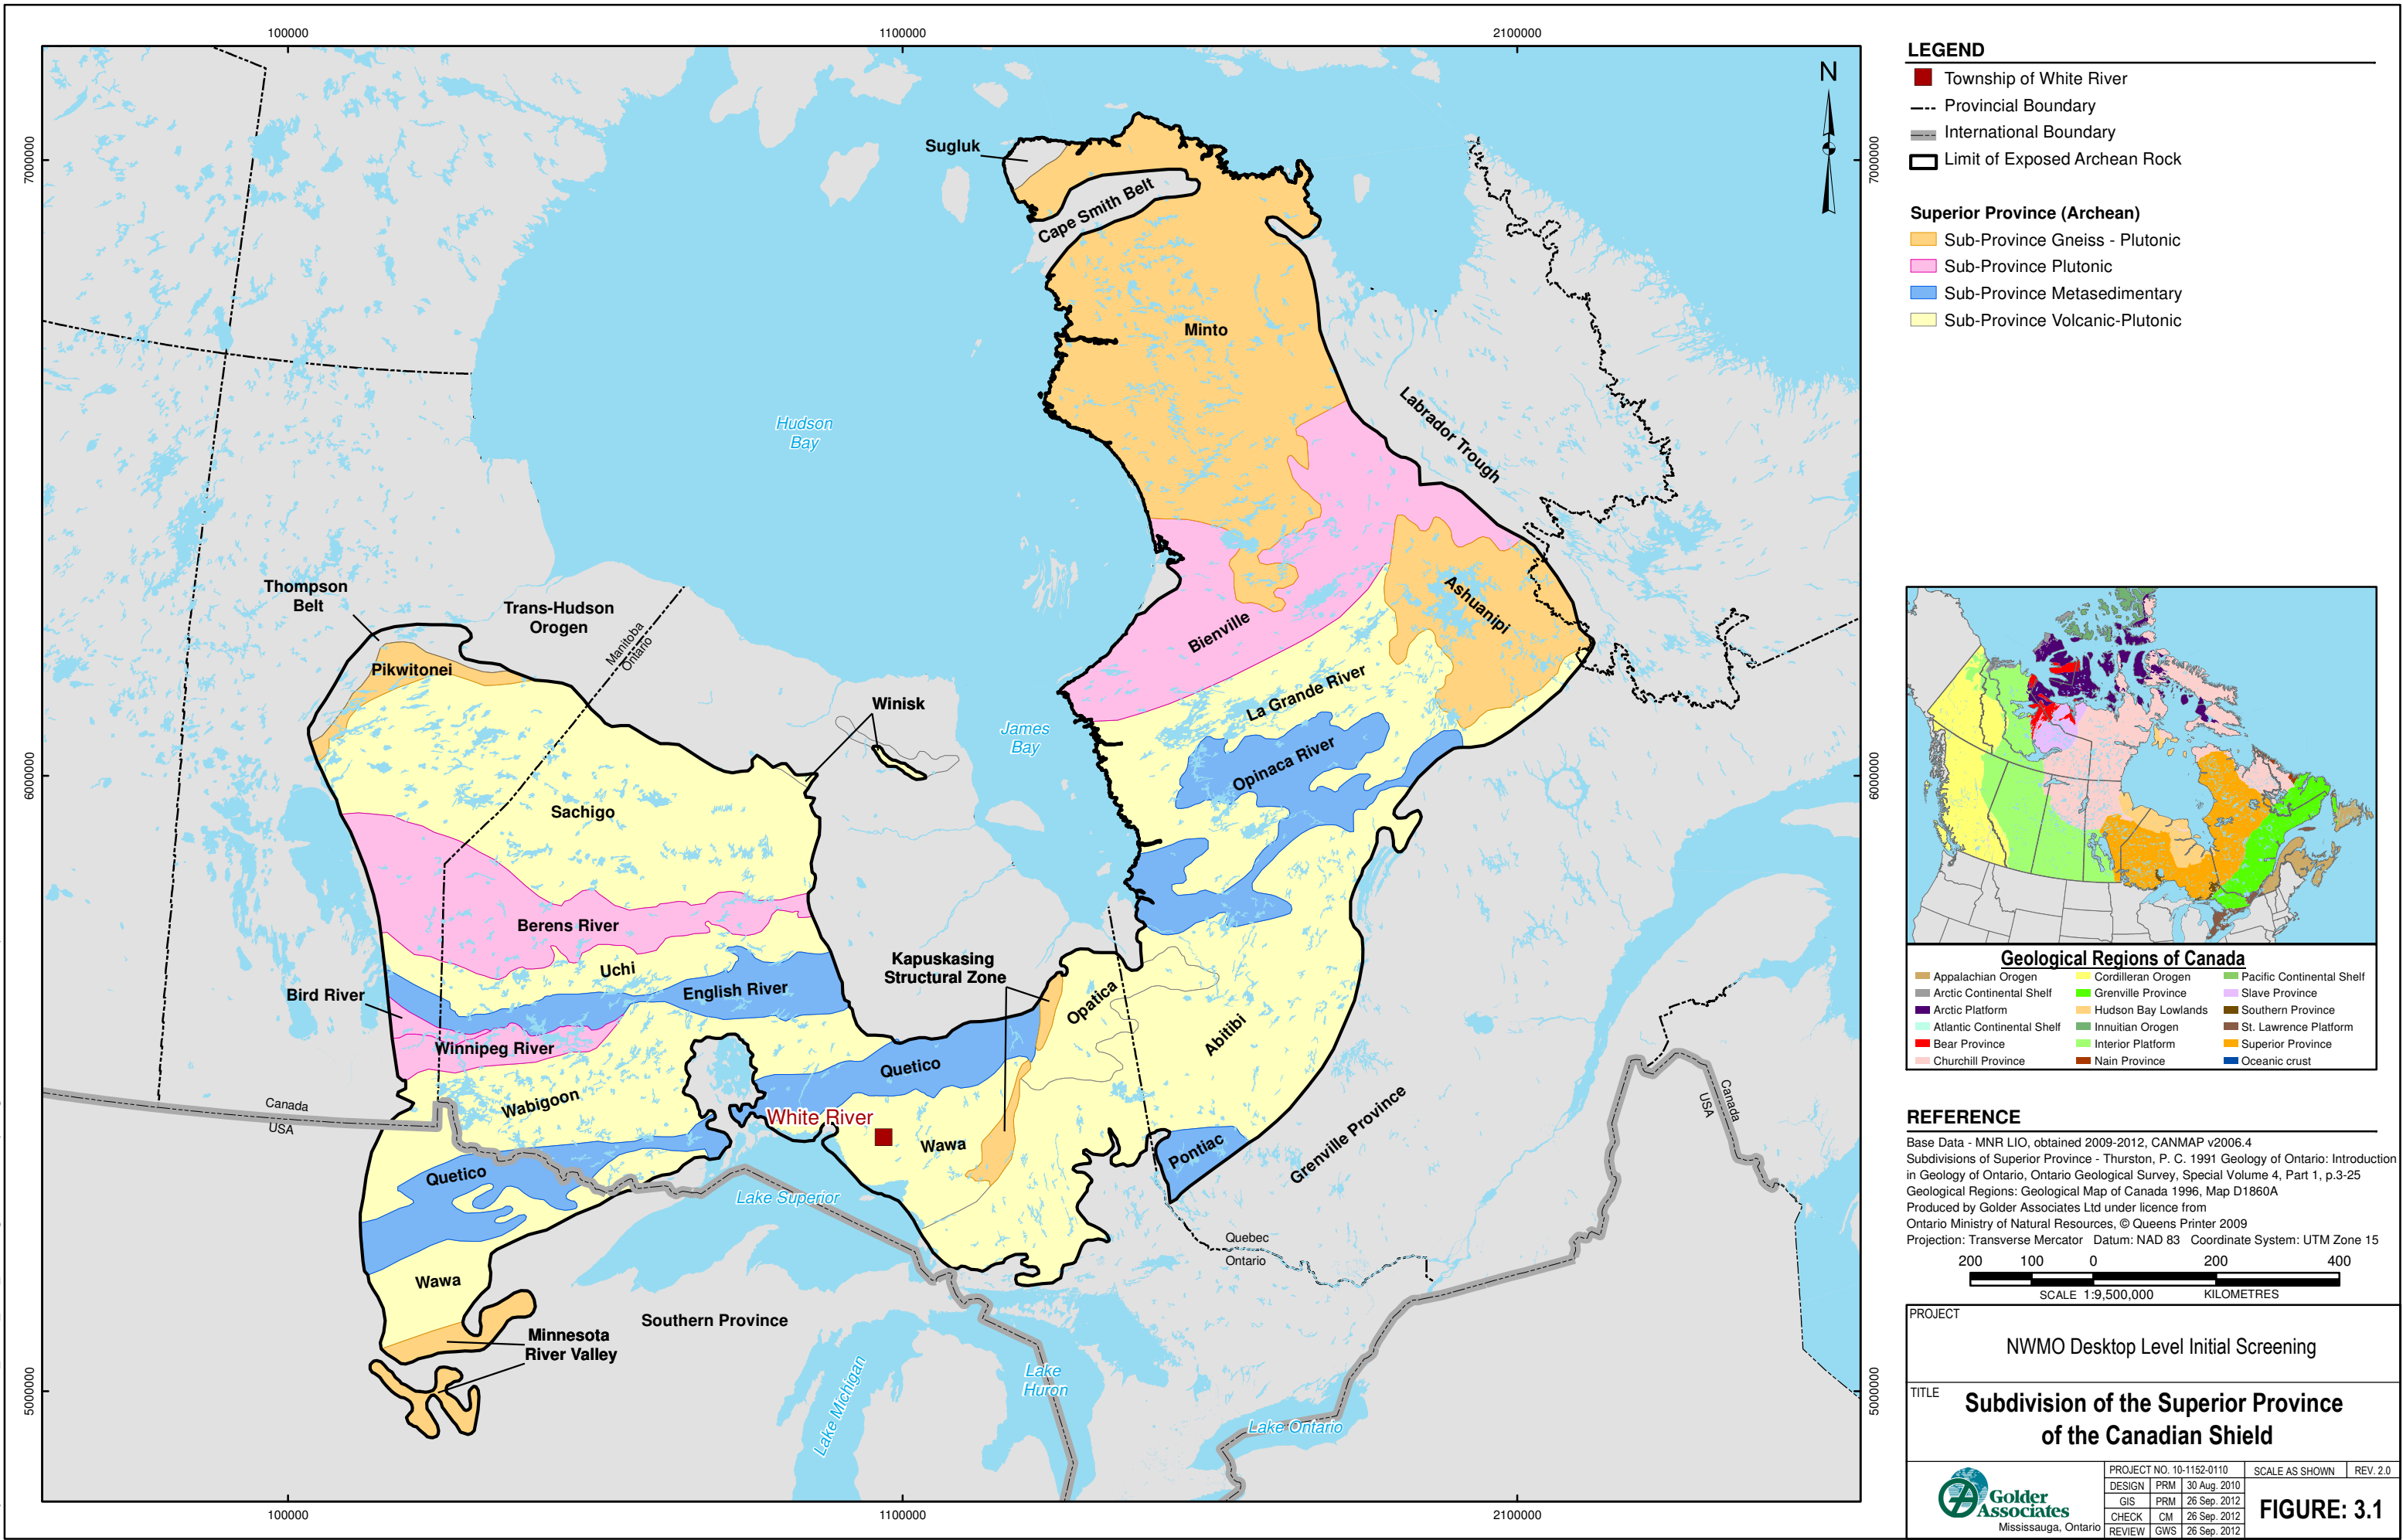 100000
1100000
2100000
7000000
6000000
5000000
7000000
6000000
5000000
100000
1100000
2100000
N
Sugluk
Cape Smith Belt
Minto
Labrador Trough
Hudson
Bay
Thompson
Belt
Trans-Hudson
Orogen
Manitoba
Ontario
Pikwitonei
Ashuanipi
Bienville
La Grande River
Winisk
James
Bay
Opinaca River
Sachigo
Berens River
Uchi
Kapuskasing
Structural Zone
English River
Bird River
Opatica
Abitibi
Winnipeg River
Quetico
Wabigoon
Canada
USA
White River
Wawa
Pontiac
Grenville Province
Canada
USA
Quetico
Lake Superior
Quebec
Ontario
Wawa
Southern Province
Minnesota
River Valley
Lake Michigan
Lake
Huron
Lake Ontario
LEGEND
Township of White River
Provincial Boundary
International Boundary
Limit of Exposed Archean Rock
Superior Province (Archean)
Sub-Province Gneiss - Plutonic
Sub-Province Plutonic
Sub-Province Metasedimentary
Sub-Province Volcanic-Plutonic
Geological Regions of Canada
Appalachian Orogen
Arctic Continental Shelf
Arctic Platform
Atlantic Continental Shelf
Bear Province
Churchill Province
Cordilleran Orogen
Grenville Province
Hudson Bay Lowlands
Innuitian Orogen
Interior Platform
Nain Province
Pacific Continental Shelf
Slave Province
Southern Province
St. Lawrence Platform
Superior Province
Oceanic crust
REFERENCE
Base Data - MNR LIO, obtained 2009-2012, CANMAP v2006.4
Subdivisions of Superior Province - Thurston, P. C. 1991 Geology of Ontario: Introduction
in Geology of Ontario, Ontario Geological Survey, Special Volume 4, Part 1, p.3-25
Geological Regions: Geological Map of Canada 1996, Map D1860A
Produced by Golder Associates Ltd under licence from
Ontario Ministry of Natural Resources, © Queens Printer 2009
Projection: Transverse Mercator Datum: NAD 83 Coordinate System: UTM Zone 15
200 100 0 200 400
SCALE 1:9,500,000 KILOMETRES
PROJECT
NWMO Desktop Level Initial Screening
TITLE
Subdivision of the Superior Province
of the Canadian Shield
Golder
Associates
Mississauga, Ontario
PROJECT NO. 10-1152-0110 SCALE AS SHOWN REV. 2.0
DESIGN PRM 30 Aug. 2010
GIS PRM 26 Sep. 2012
CHECK CM 26 Sep. 2012
REVIEW GWS 26 Sep. 2012
FIGURE: 3.1